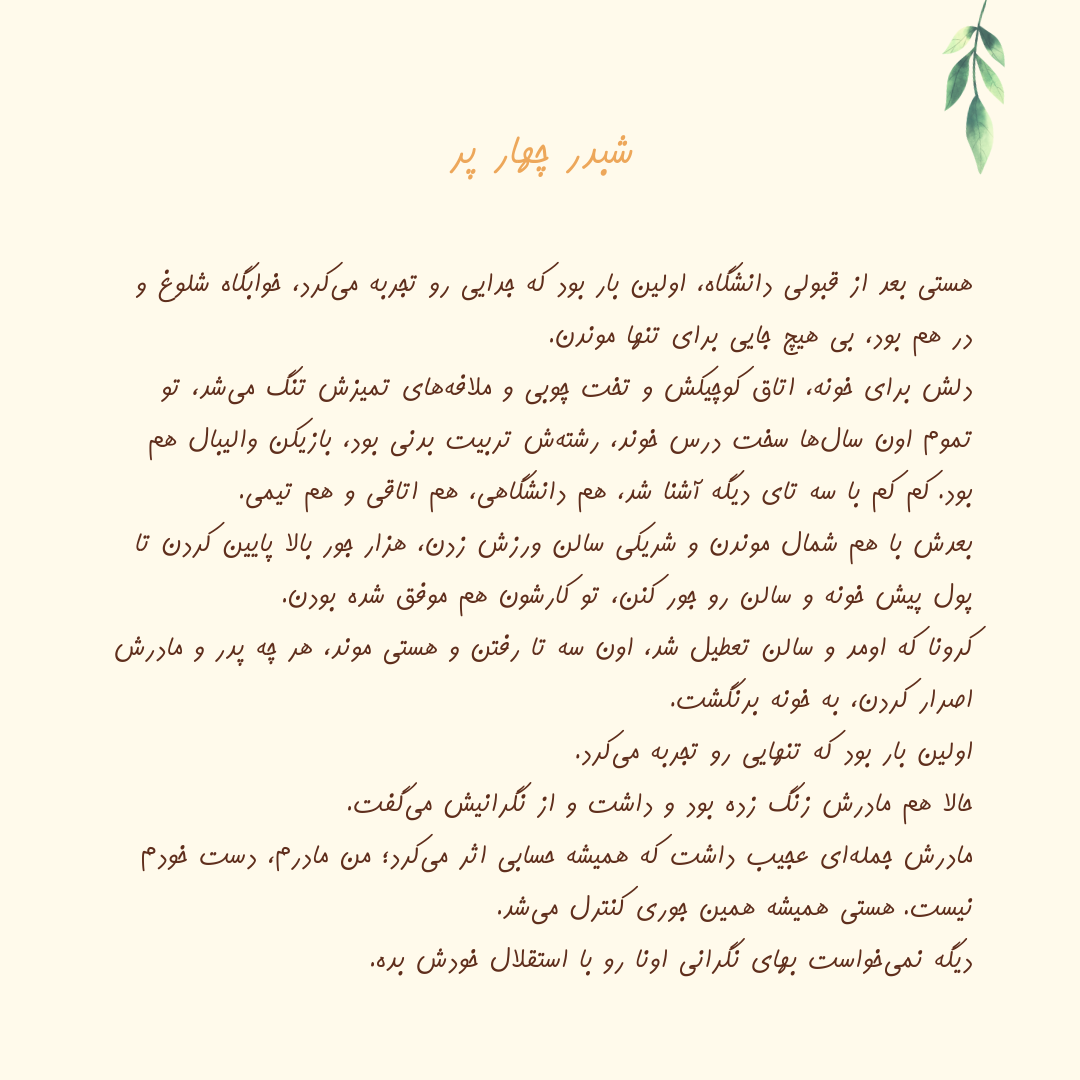 شبدر چهار پر
هستی بعد از قبولی دانشگاه، اولین بار بود که جدایی رو تجربه می‌کرد، خوابگاه شلوغ و
در هم بود، بی هیچ جایی برای تنها موندن.
دلش برای خونه، اتاق کوچیکش و تخت چوبی و ملافه‌های تمیزش تنگ می‌شد، تو
تموم اون سال‌ها سخت درس خوند، رشته‌ش تربیت بدنی بود، بازیکن والیبال هم
بود. کم کم با سه تای دیگه آشنا شد، هم دانشگاهی، هم اتاقی و هم تیمی.
بعدش با هم شمال موندن و شریکی سالن ورزش زدن، هزار جور بالا پایین کردن تا
پول پیش خونه و سالن رو جور کنن، تو کارشون هم موفق شده بودن.
کرونا که اومد و سالن تعطیل شد، اون سه تا رفتن و هستی موند، هر چه پدر و مادرش
اصرار کردن، به خونه برنگشت.
اولین بار بود که تنهایی رو تجربه می‌کرد.
حالا هم مادرش زنگ زده بود و داشت و از نگرانیش می‌گفت.
مادرش جمله‌ای عجیب داشت که همیشه حسابی اثر می‌کرد؛ من مادرم، دست خودم
نیست. هستی همیشه همین جوری کنترل می‌شد.
دیگه نمی‌خواست بهای نگرانی اونا رو با استقلال خودش بده.